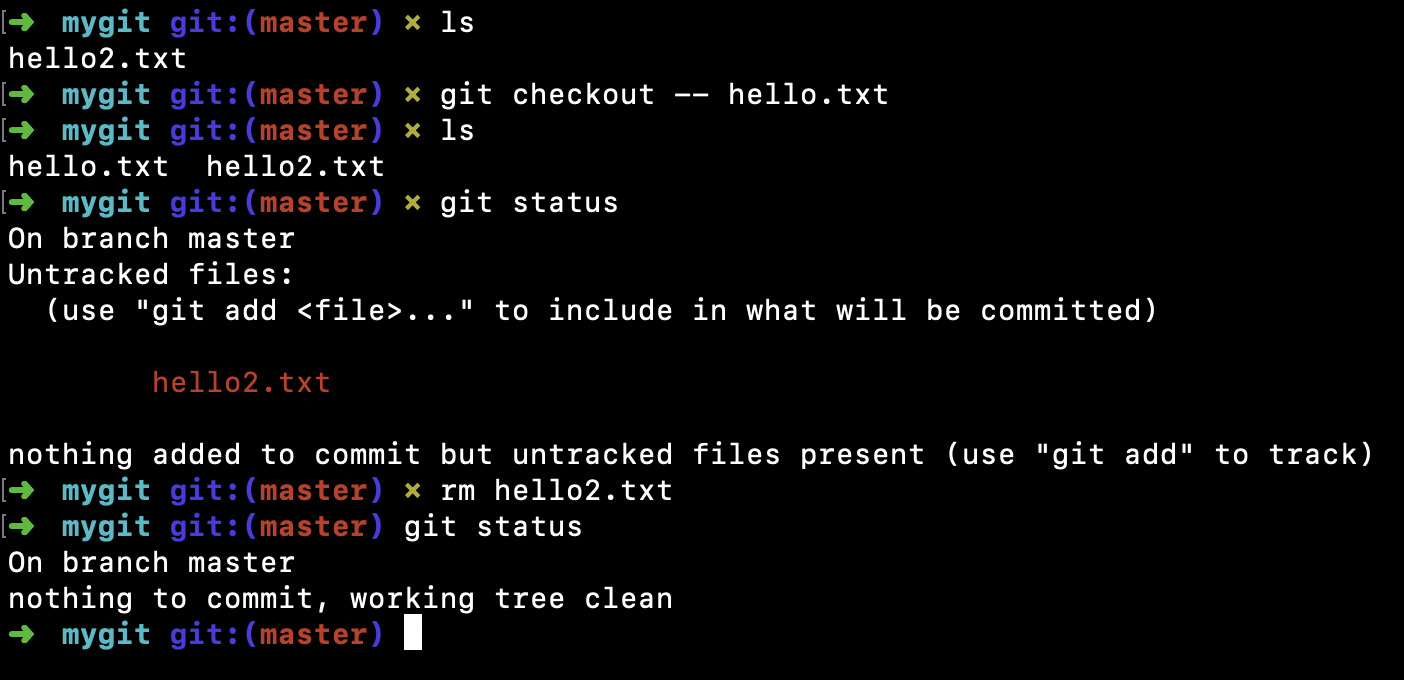 [➜  mygit git:(master) ✗ ls
hello2.txt
[➜  mygit git:(master) ✗ git checkout -- hello.txt
[➜  mygit git:(master) ✗ ls
hello.txt  hello2.txt
[➜  mygit git:(master) ✗ git status
On branch master
Untracked files:
  (use "git add <file>..." to include in what will be committed)
        hello2.txt
nothing added to commit but untracked files present (use "git add" to track)
[➜  mygit git:(master) ✗ rm hello2.txt
[➜  mygit git:(master) git status
On branch master
nothing to commit, working tree clean
➜  mygit git:(master)